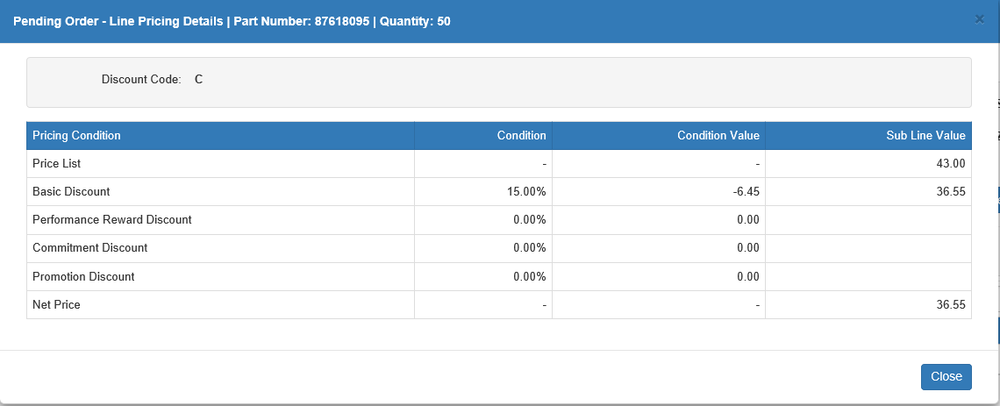 Pending Order - Line Pricing Details | Part Number: 87618095 | Quantity: 50 ×
Discount Code: C
Pricing Condition Condition Condition Value Sub Line Value
Price List - - 43.00
Basic Discount 15.00% -6.45 36.55
Performance Reward Discount 0.00% 0.00
Commitment Discount 0.00% 0.00
Promotion Discount 0.00% 0.00
Net Price - - 36.55
Close